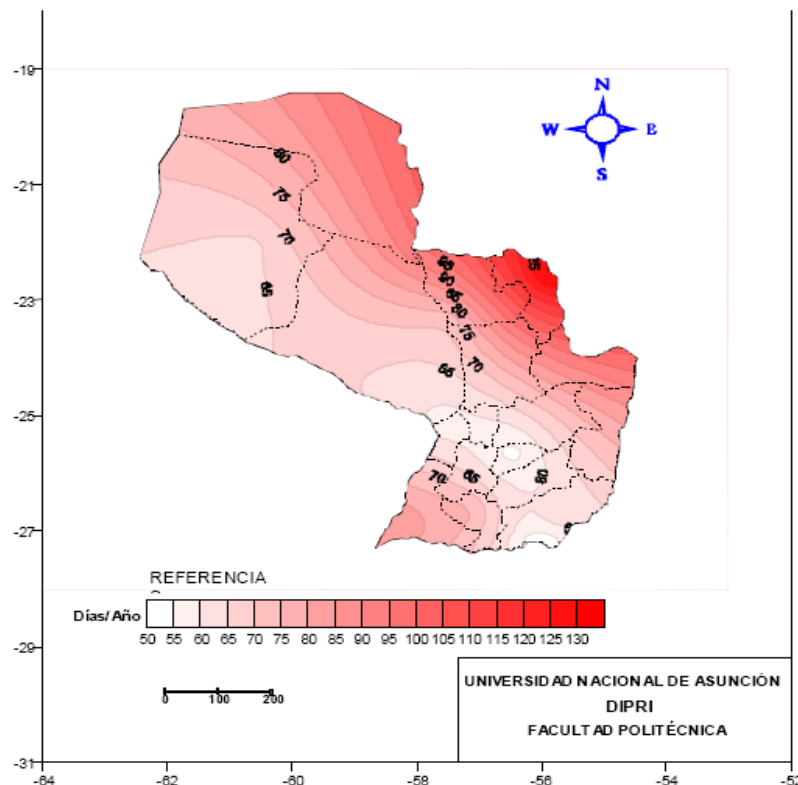 -19
N
W
E
S
-21
80
75
70
-23
65
75
70
65
-25
70
65
60
-27
REFERENCIA
Días/Año
50 55 60 65 70 75 80 85 90 95 100 105 110 115 120 125 130
-29
0 100 200
UNIVERSIDAD NACIONAL DE ASUNCIÓN
DIPRI
FACULTAD POLITÉCNICA
-31
-64 -62 -60 -58 -56 -54 -52